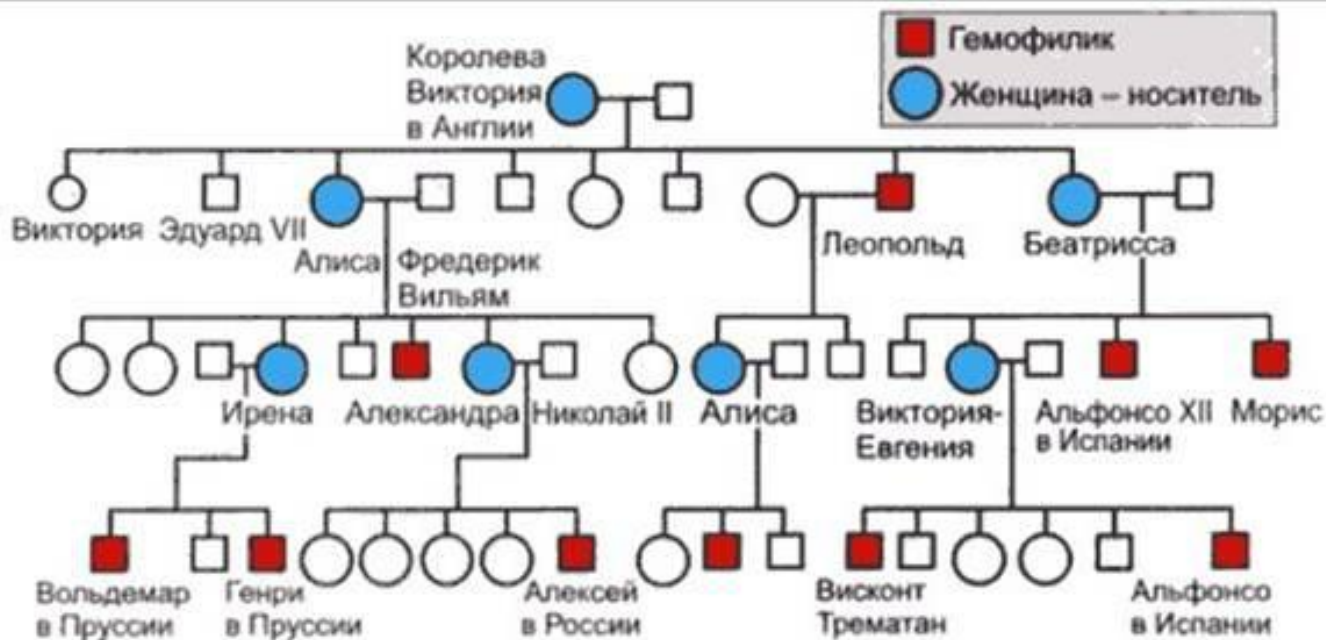 Гемофилик
Женщина – носитель
Королева
Виктория
в Англии
Виктория
Эдуард VII
Алиса
Фредерик
Вильям
Леопольд
Беатрисса
Ирена
Александра
Николай II
Алиса
Виктория-
Евгения
Альфонсо XII
в Испании
Морис
Вольдемар
в Пруссии
Генри
в Пруссии
Алексей
в России
Висконт
Трематан
Альфонсо
в Испании